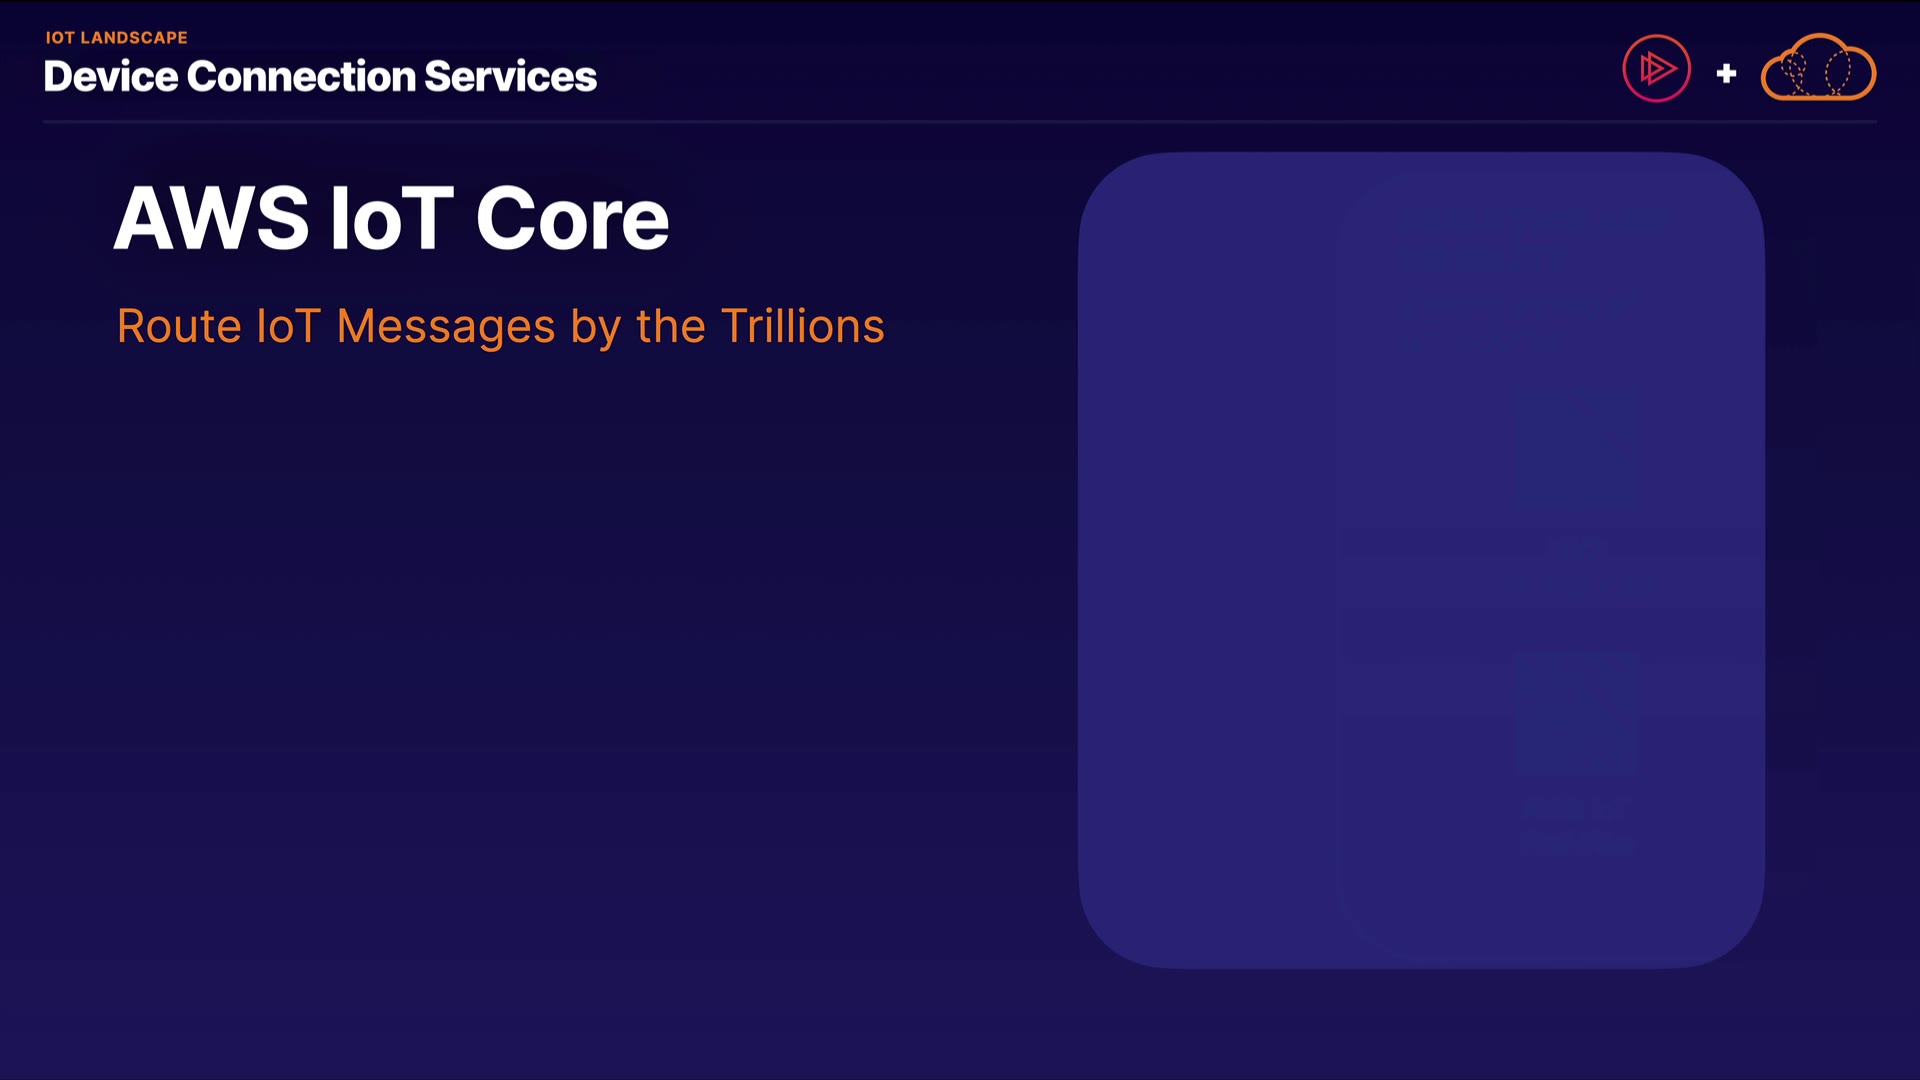 IOT LANDSCAPE
Device Connection Services
+
AWS IoT Core
Route IoT Messages by the Trillions